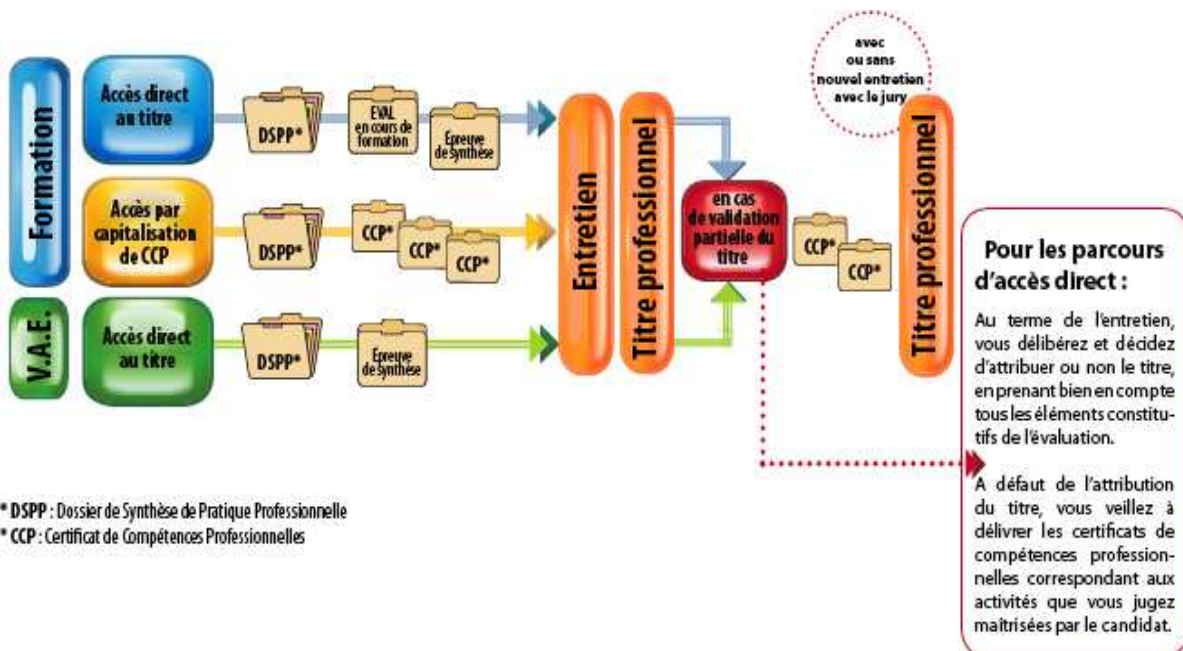 avec
ou sans
nouvel entretien
avec le jury
Formation
Accès direct
au titre
DSPP*
EVAL
en cours de
formation
Epreuve
de synthèse
Accès par
capitalisation
de CCP
DSPP*
CCP*
CCP*
CCP*
V.A.E.
Accès direct
au titre
DSPP*
Epreuve
de synthèse
Entretien
Titre professionnel
en cas
de validation
partielle du
titre
CCP*
CCP*
Titre professionnel
Pour les parcours
d'accès direct :
Au terme de l'entretien,
vous délibérez et décidez
d'attribuer ou non le titre,
en prenant bien en compte
tous les éléments constitu-
tifs de l'évaluation.
A défaut de l'attribution
du titre, vous veillez à
délivrer les certificats de
compétences profession-
nelles correspondant aux
activités que vous jugez
maîtrisées par le candidat.
* DSPP : Dossier de Synthèse de Pratique Professionnelle
* CCP : Certificat de Compétences Professionnelles